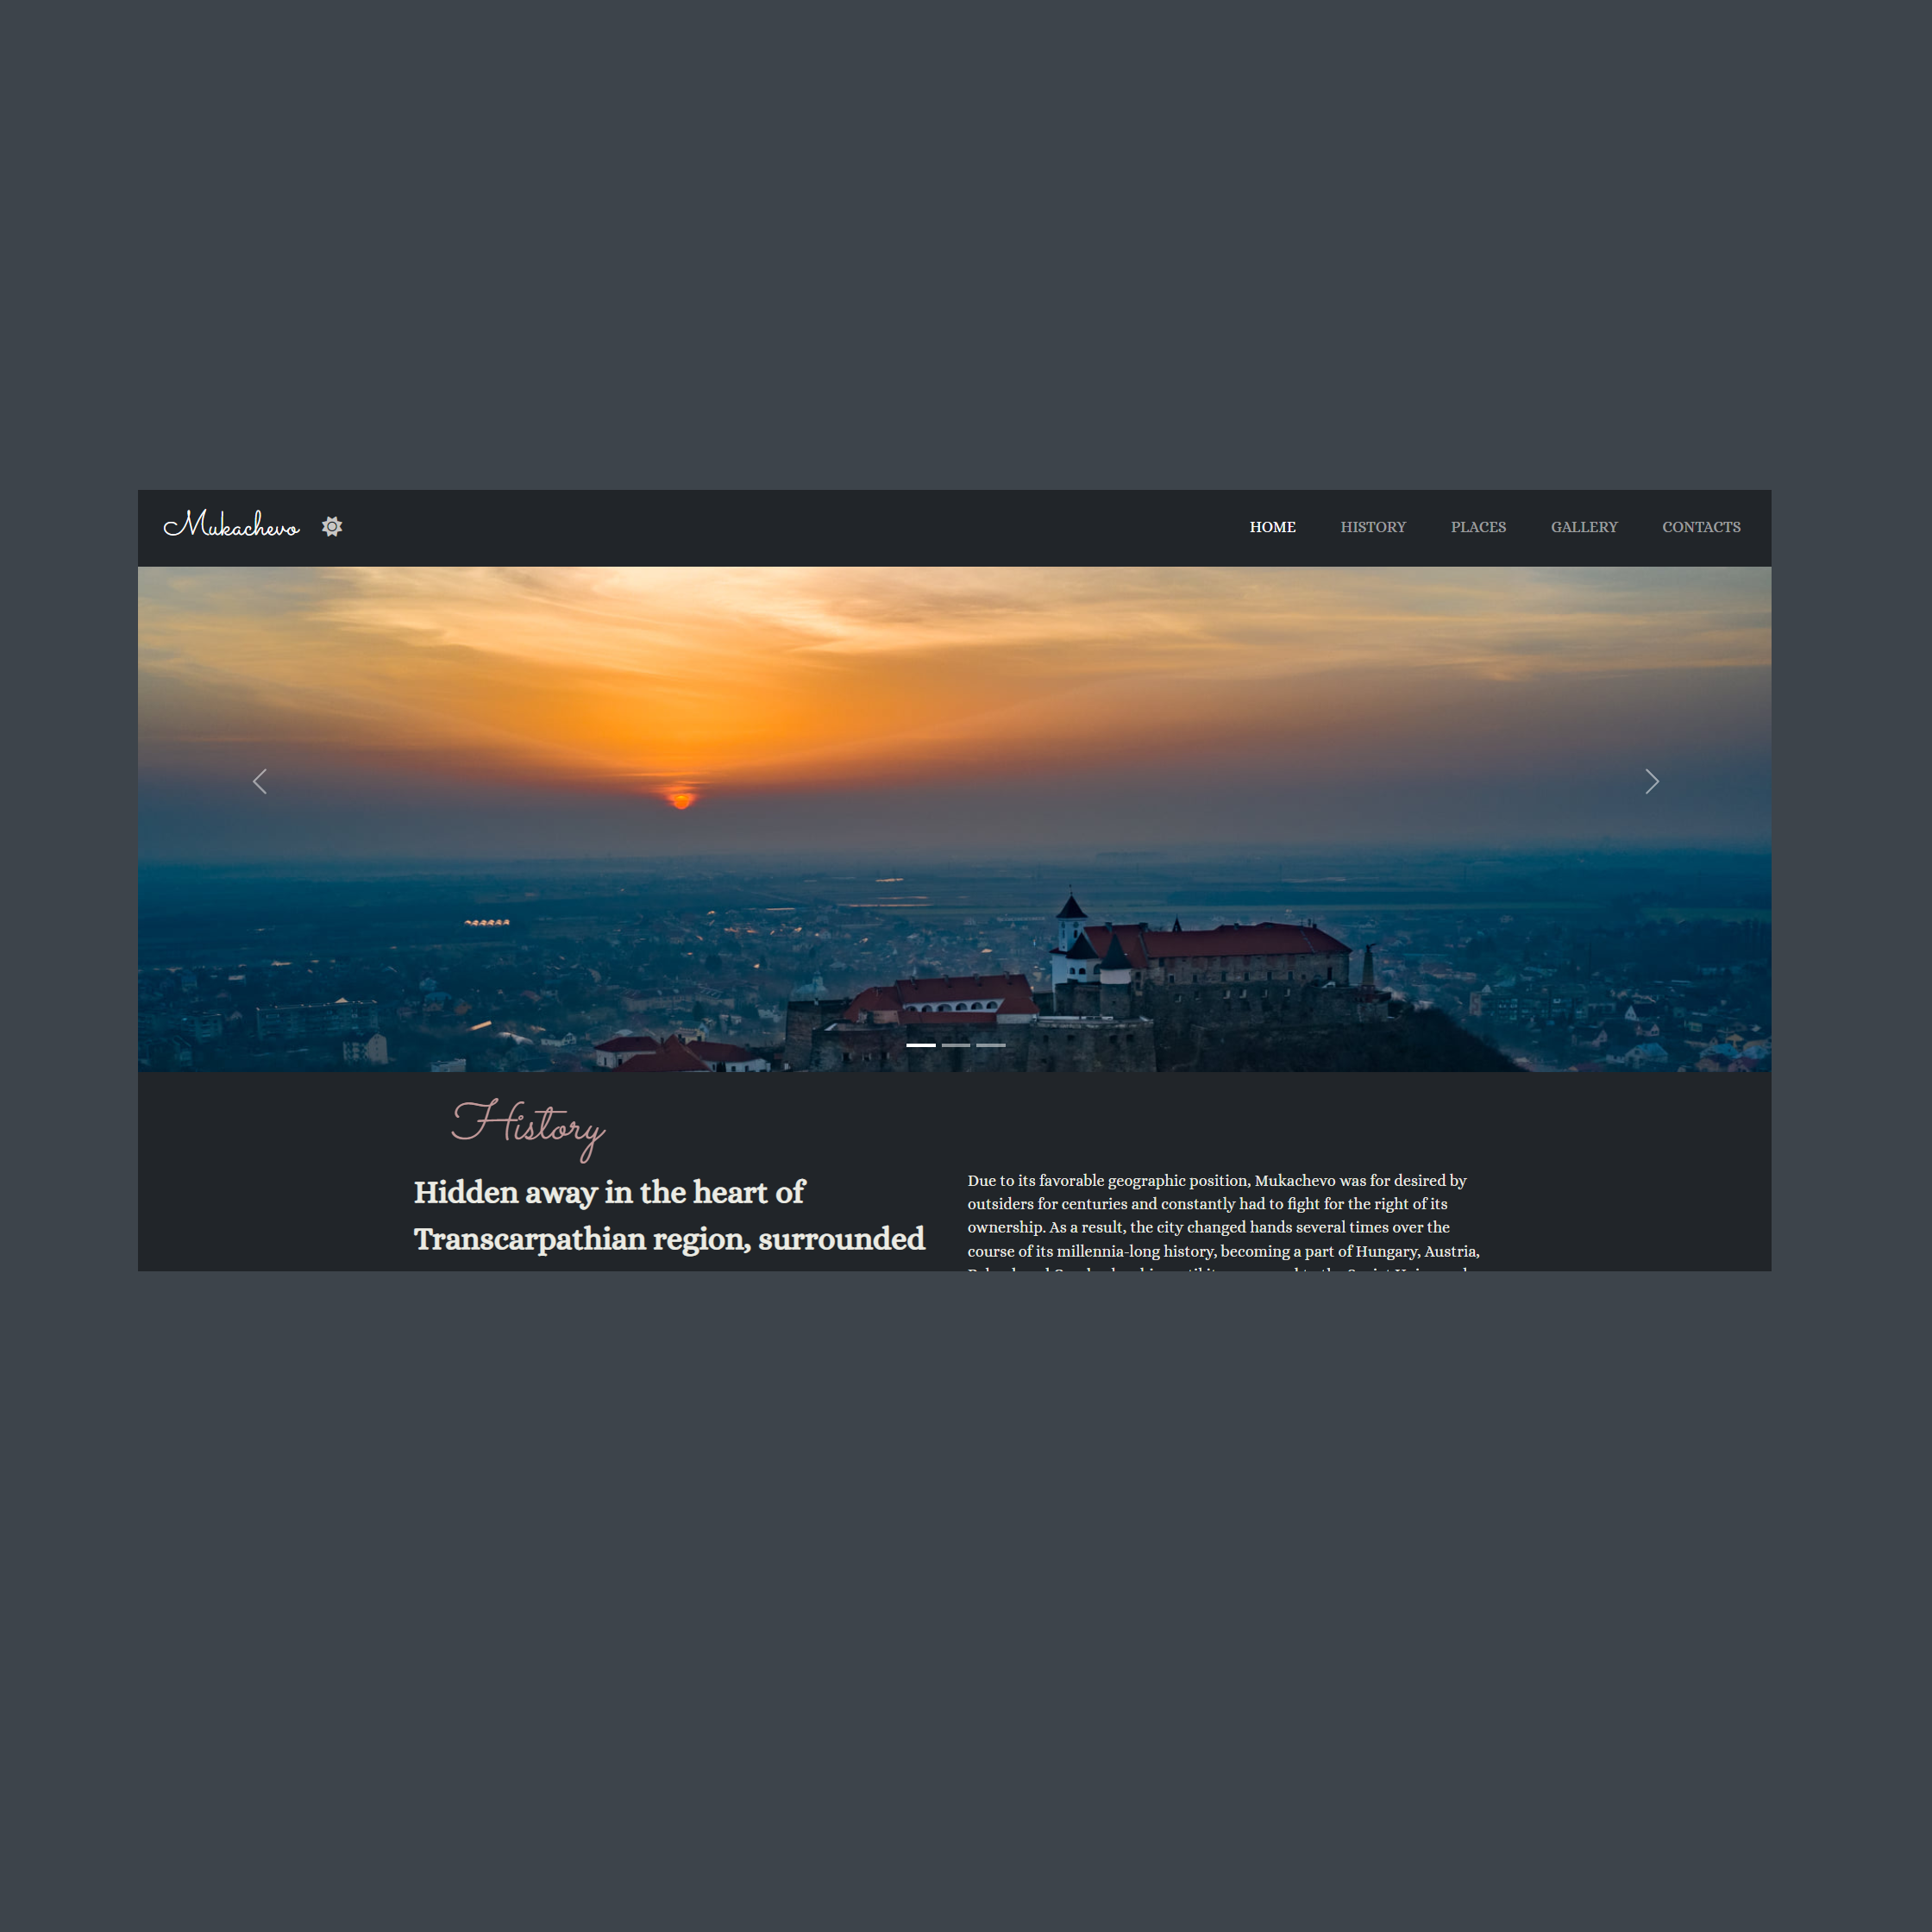 Mukachevo
HOME HISTORY PLACES GALLERY CONTACTS
History
Hidden away in the heart of
Transcarpathian region, surrounded
Due to its favorable geographic position, Mukachevo was for desired by
outsiders for centuries and constantly had to fight for the right of its
ownership. As a result, the city changed hands several times over the
course of its millennia-long history, becoming a part of Hungary, Austria,